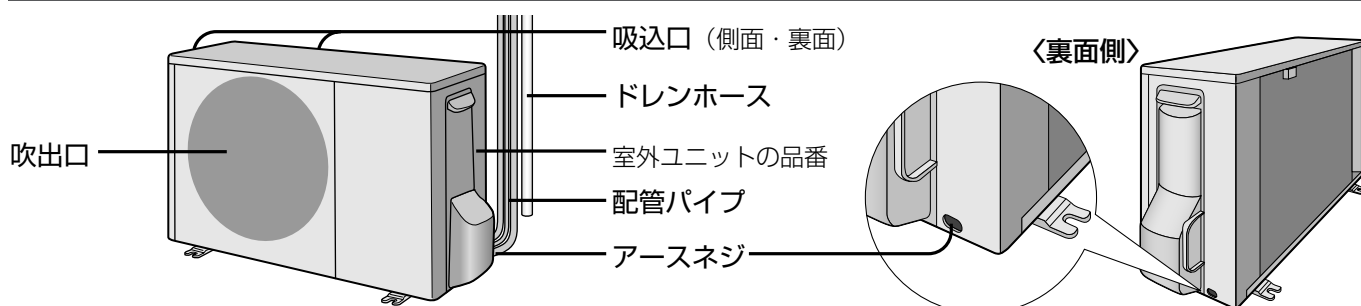 吸込口（側面・裏面）
〈裏面側〉
ドレンホース
吹出口
室外ユニットの品番
配管パイプ
アースネジ